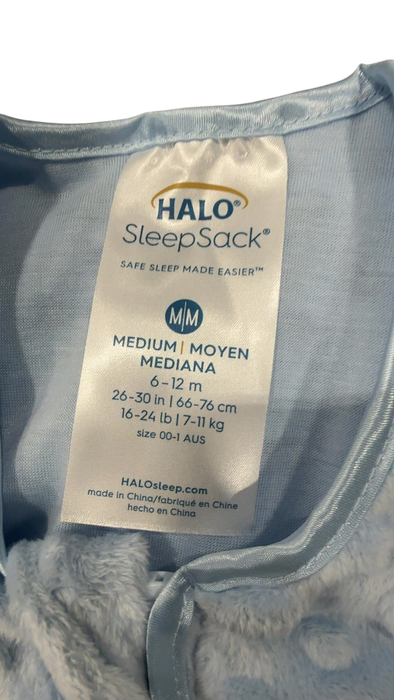 HALO®
SleepSack®
SAFE SLEEP MADE EASIER™
M|M
MEDIUM | MOYEN
MEDIANA
6-12 m
26-30 in | 66-76 cm
16-24 lb | 7-11 kg
size 00-1 AUS
HALOsleep.com
made in China/fabriqué en Chine
hecho en China